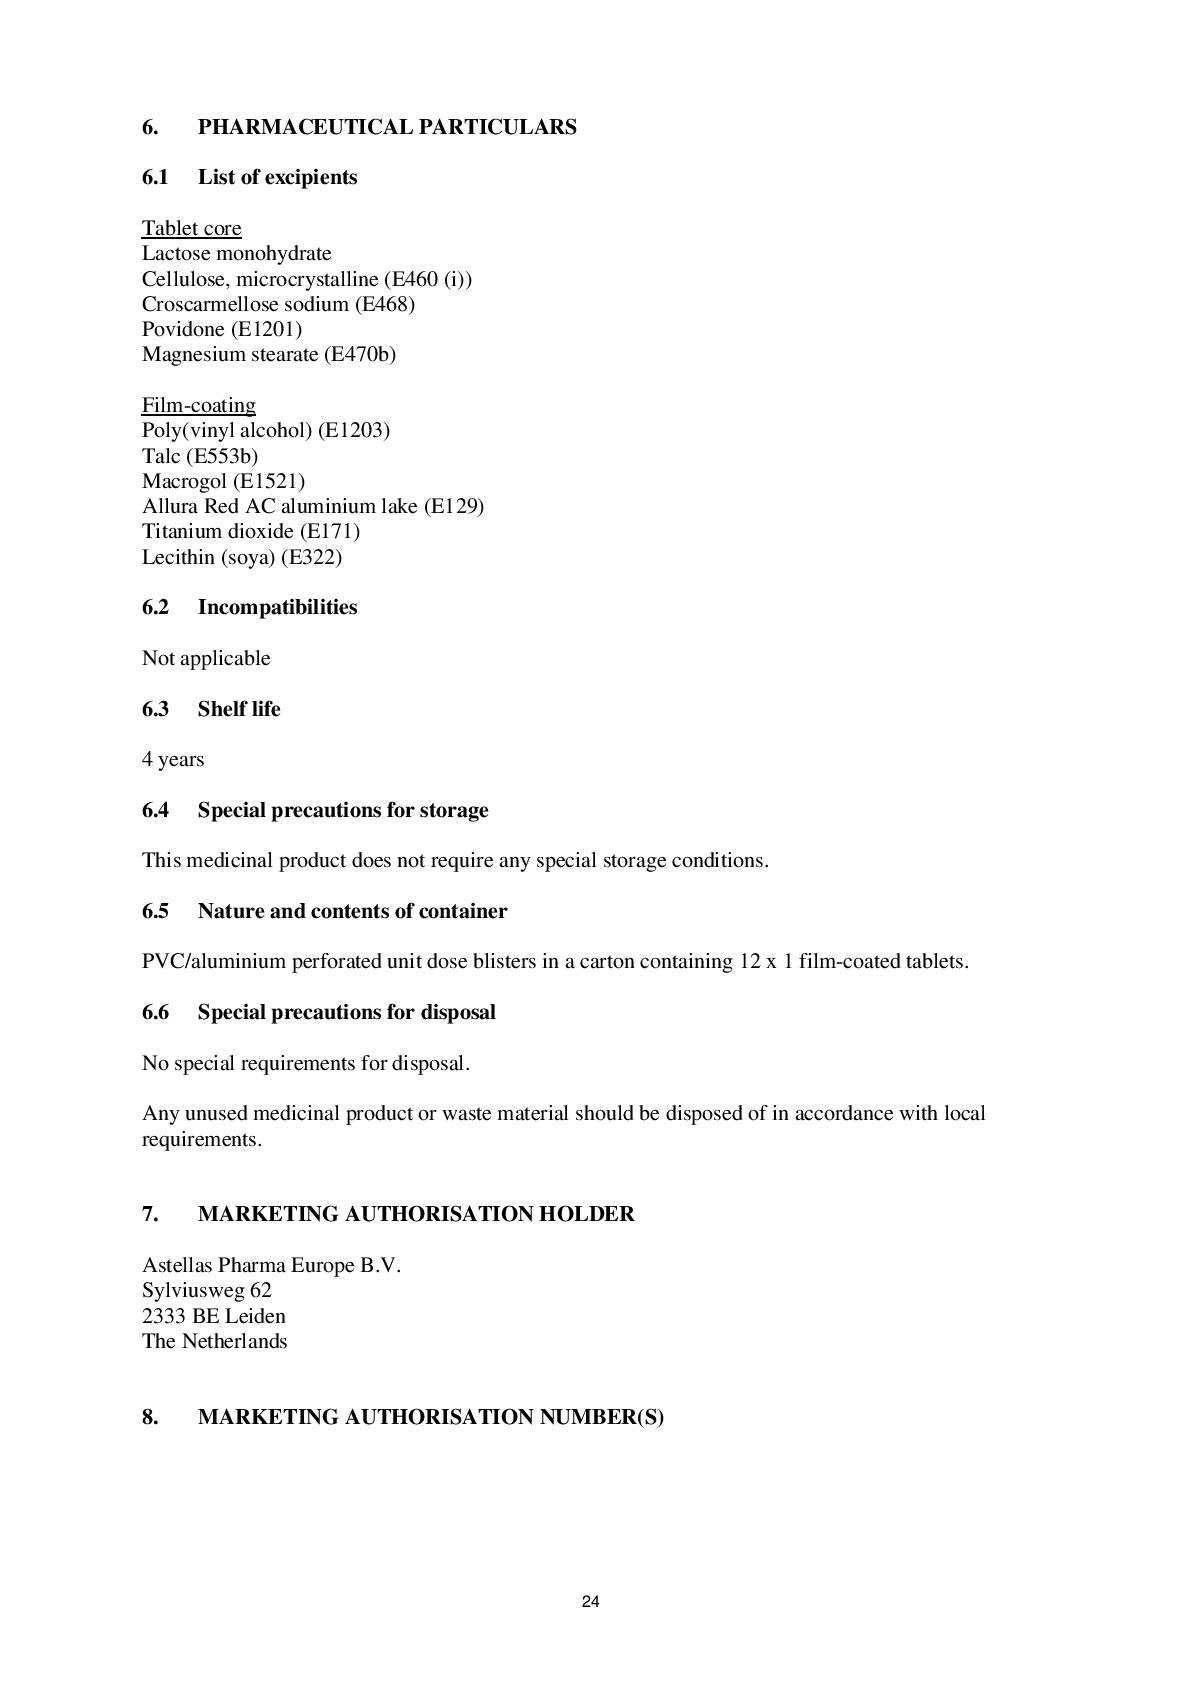 6. PHARMACEUTICAL PARTICULARS
6.1 List of excipients
Tablet core
Lactose monohydrate
Cellulose, microcrystalline (E460 (i))
Croscarmellose sodium (E468)
Povidone (E1201)
Magnesium stearate (E470b)
Film-coating
Poly(vinyl alcohol) (E1203)
Talc (E553b)
Macrogol (E1521)
Allura Red AC aluminium lake (E129)
Titanium dioxide (E171)
Lecithin (soya) (E322)
6.2 Incompatibilities
Not applicable
6.3 Shelf life
4 years
6.4 Special precautions for storage
This medicinal product does not require any special storage conditions.
6.5 Nature and contents of container
PVC/aluminium perforated unit dose blisters in a carton containing 12 x 1 film-coated tablets.
6.6 Special precautions for disposal
No special requirements for disposal.
Any unused medicinal product or waste material should be disposed of in accordance with local
requirements.
7. MARKETING AUTHORISATION HOLDER
Astellas Pharma Europe B.V.
Sylviusweg 62
2333 BE Leiden
The Netherlands
8. MARKETING AUTHORISATION NUMBER(S)
24